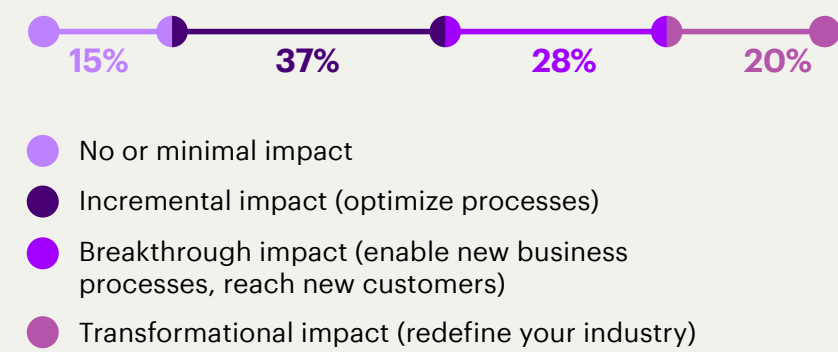 15% 37% 28% 20%
No or minimal impact
Incremental impact (optimize processes)
Breakthrough impact (enable new business
processes, reach new customers)
Transformational impact (redefine your industry)